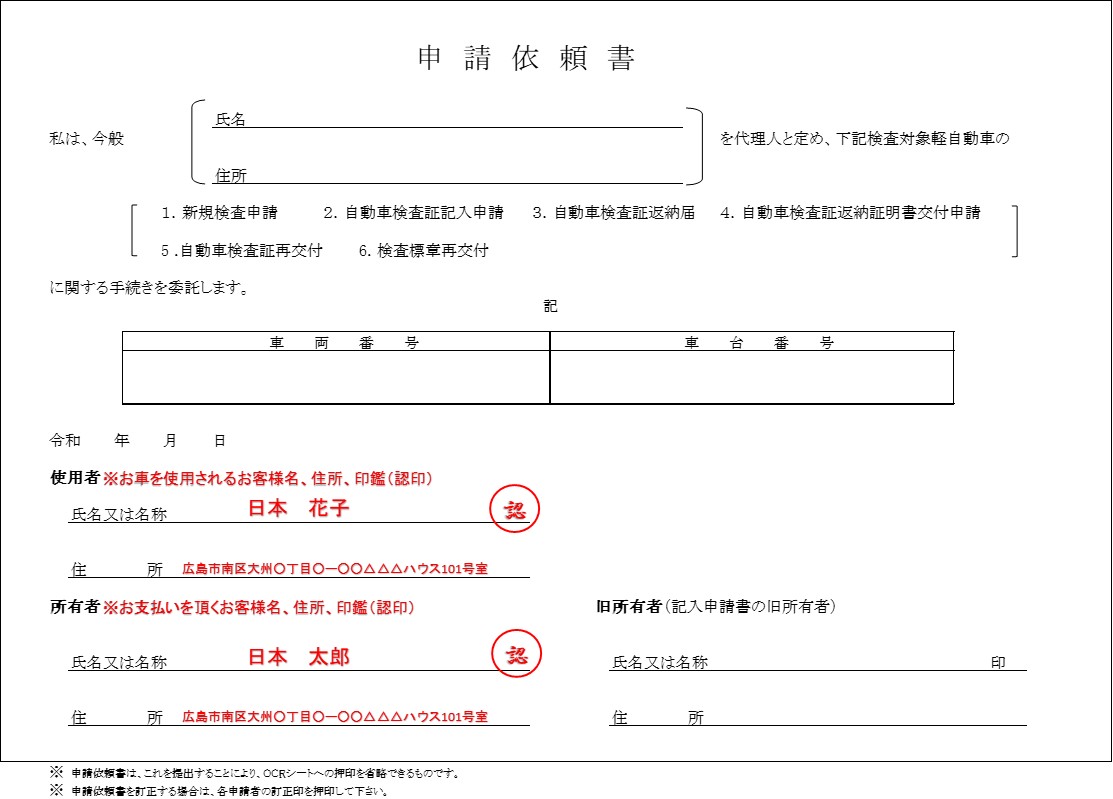 申請依頼書
氏名
私は、今般 を代理人と定め、下記検査対象軽自動車の
住所
1. 新規検査申請 2. 自動車検査証記入申請 3. 自動車検査証返納届 4. 自動車検査証返納証明書交付申請
5 .自動車検査証再交付 6. 検査標章再交付
に関する手続きを委託します。
記
車両番号 車台番号
令和 年 月 日
使用者※お車を使用されるお客様名、住所、印鑑(認印)
氏名又は名称 日本 花子 認
住所 広島市南区大州〇丁目〇ー〇〇△△△ハウス101号室
所有者※お支払いを頂くお客様名、住所、印鑑(認印) 旧所有者(記入申請書の旧所有者)
氏名又は名称 日本 太郎 認 氏名又は名称 印
住所 広島市南区大州〇丁目〇ー〇〇△△△ハウス101号室 住所
※ 申請依頼書は、これを提出することにより、OCRシートへの押印を省略できるものです。
※ 申請依頼書を訂正する場合は、各申請者の訂正印を押印して下さい。